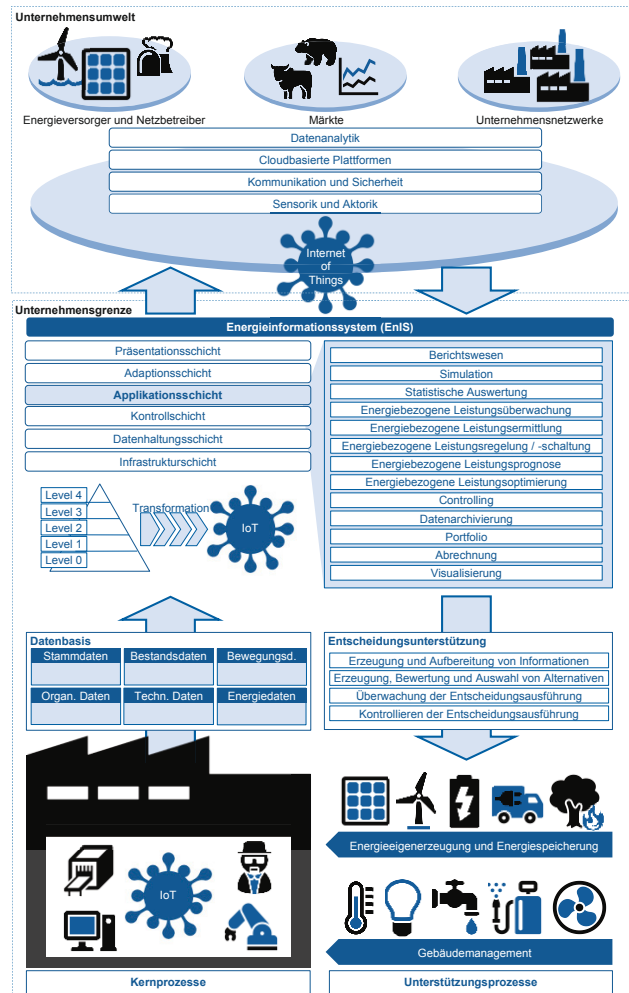 Unternehmensumwelt
Energieversorger und Netzbetreiber
Märkte
Unternehmensnetzwerke
Datenanalytik
Cloudbasierte Plattformen
Kommunikation und Sicherheit
Sensorik und Aktorik
Internet
of
Things
Unternehmensgrenze
Energieinformationssystem (EnIS)
Präsentationsschicht
Adaptionsschicht
Applikationsschicht
Kontrollschicht
Datenhaltungsschicht
Infrastrukturschicht
Berichtswesen
Simulation
Statistische Auswertung
Energiebezogene Leistungsüberwachung
Energiebezogene Leistungsermittlung
Energiebezogene Leistungsregelung / -schaltung
Energiebezogene Leistungsprognose
Energiebezogene Leistungsoptimierung
Controlling
Datenarchivierung
Portfolio
Abrechnung
Visualisierung
Level 4
Level 3
Level 2
Level 1
Level 0
Transformation
IoT
Datenbasis
Stammdaten
Bestandsdaten
Bewegungsd.
Organ. Daten
Techn. Daten
Energiedaten
Entscheidungsunterstützung
Erzeugung und Aufbereitung von Informationen
Erzeugung, Bewertung und Auswahl von Alternativen
Überwachung der Entscheidungsausführung
Kontrollieren der Entscheidungsausführung
IoT
Energieeigenerzeugung und Energiespeicherung
Gebäudemanagement
Kernprozesse
Unterstützungsprozesse